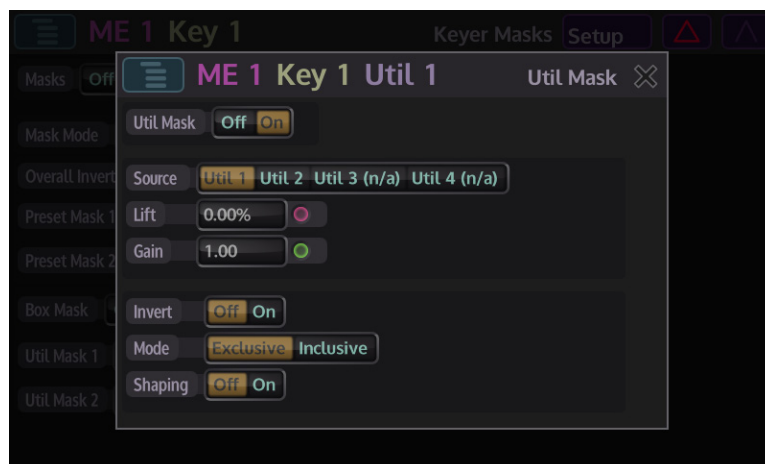 ME 1 Key 1 Keyer Masks Setup
Masks Off
ME 1 Key 1 Util 1 Util Mask
Util Mask Off On
Mask Mode
Overall Invert
Source Util 1 Util 2 Util 3 (n/a) Util 4 (n/a)
Preset Mask 1
Lift 0.00%
Preset Mask 2
Gain 1.00
Box Mask
Invert Off On
Util Mask 1
Mode Exclusive Inclusive
Shaping Off On
Util Mask 2